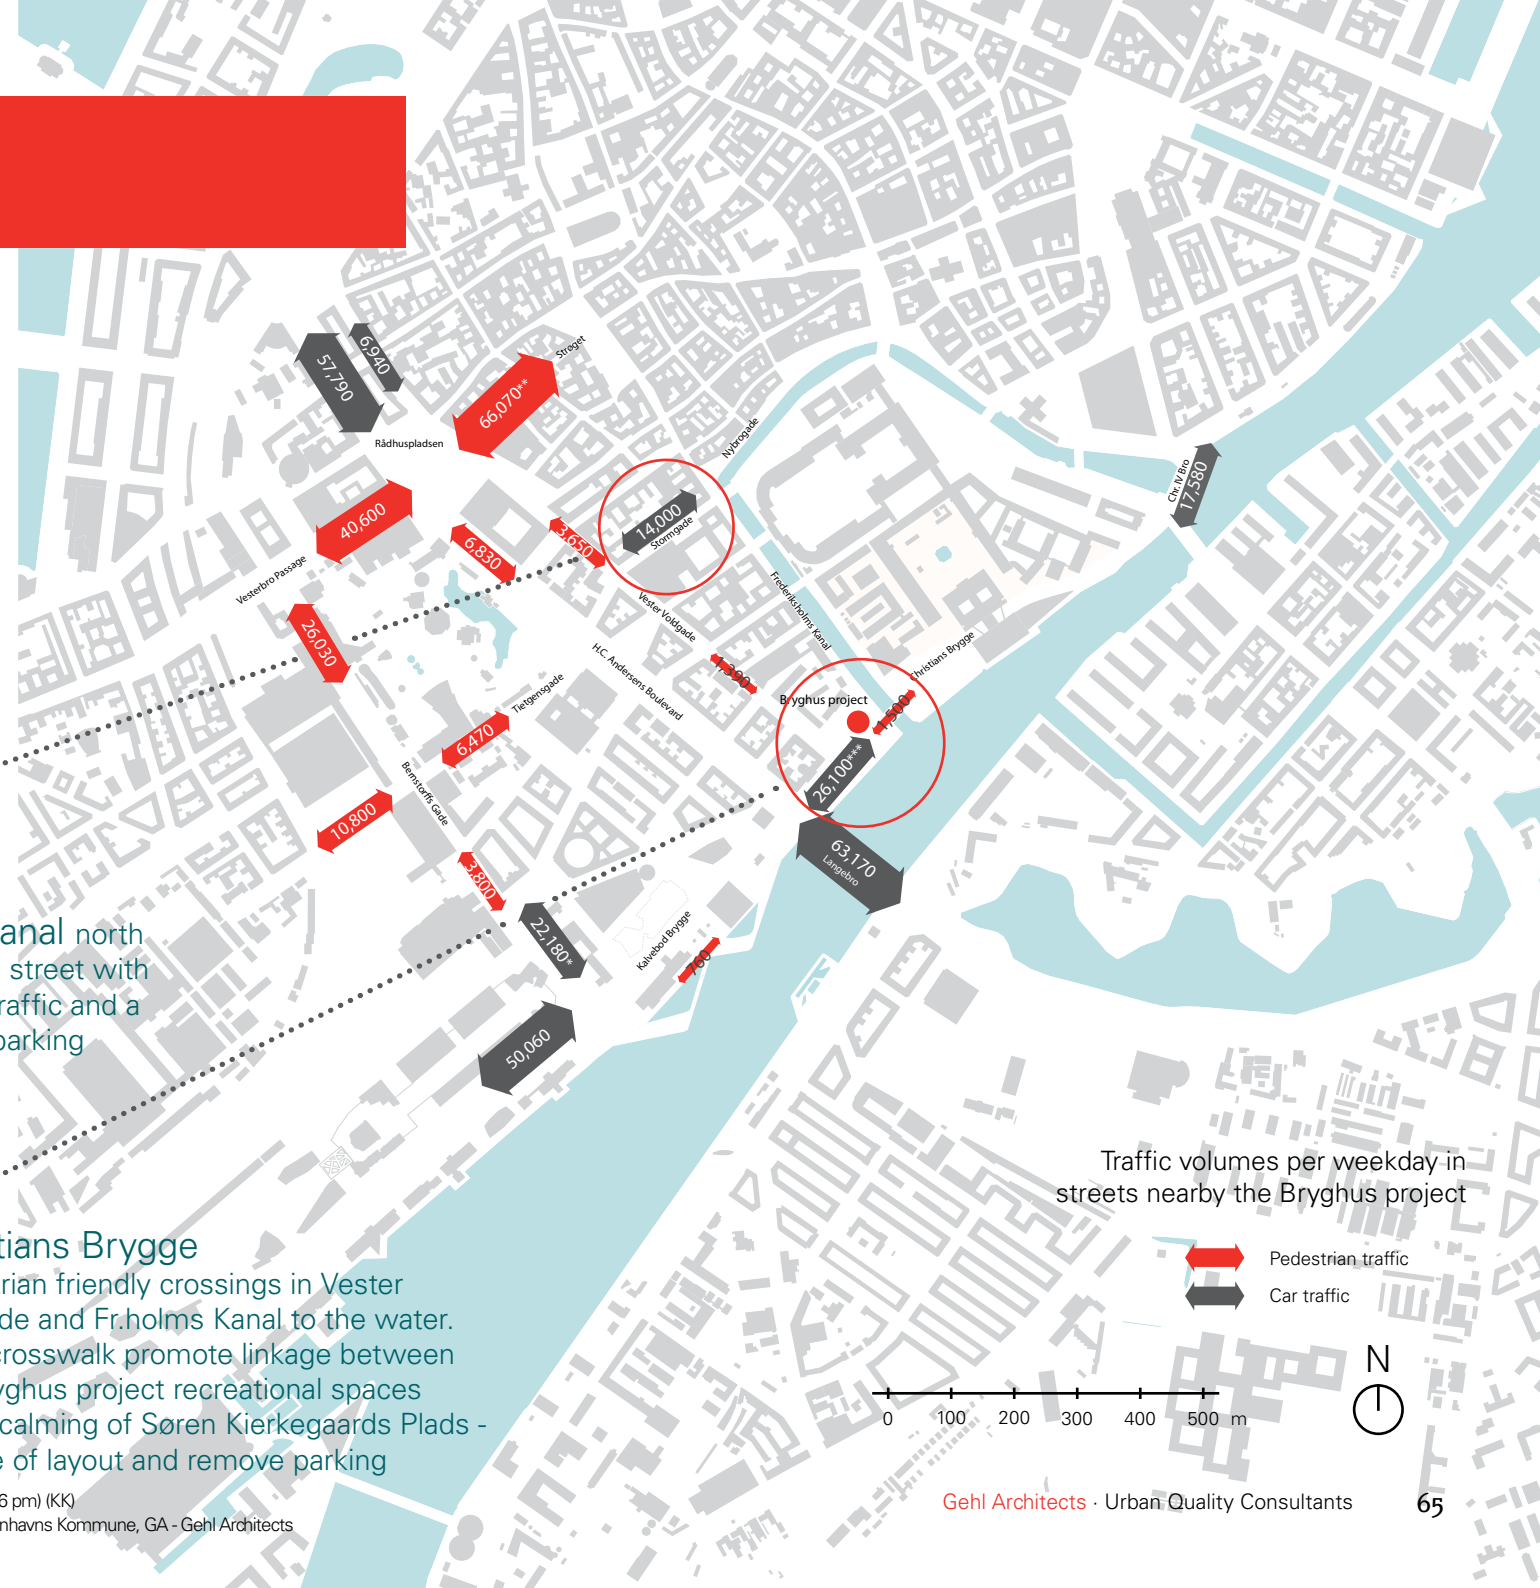 57,790
6,940
66,070**
Strøget
Rådhuspladsen
Nybrogade
40,600
6,830
3,650
14,000
Stormgade
Chr. IV Bro
17,580
Vesterbro Passage
26,030
Vester Voldgade
Frederiksholms Kanal
H.C. Andersens Boulevard
1,390
Christians Brygge
Bryghus project
1,500
Tietgensgade
6,470
26,100***
Bernstorffs Gade
10,800
63,170
Langebro
3,800
22,180*
Kalvebod Brygge
760
50,060
anal north
street with
raffic and a
parking
Traffic volumes per weekday in
streets nearby the Bryghus project
Pedestrian traffic
Car traffic
N
0 100 200 300 400 500 m
tians Brygge
rian friendly crossings in Vester
de and Fr.holms Kanal to the water.
crosswalk promote linkage between
yghus project recreational spaces
calming of Søren Kierkegaards Plads -
e of layout and remove parking
6 pm) (KK)
nhavns Kommune, GA - Gehl Architects
Gehl Architects · Urban Quality Consultants 65